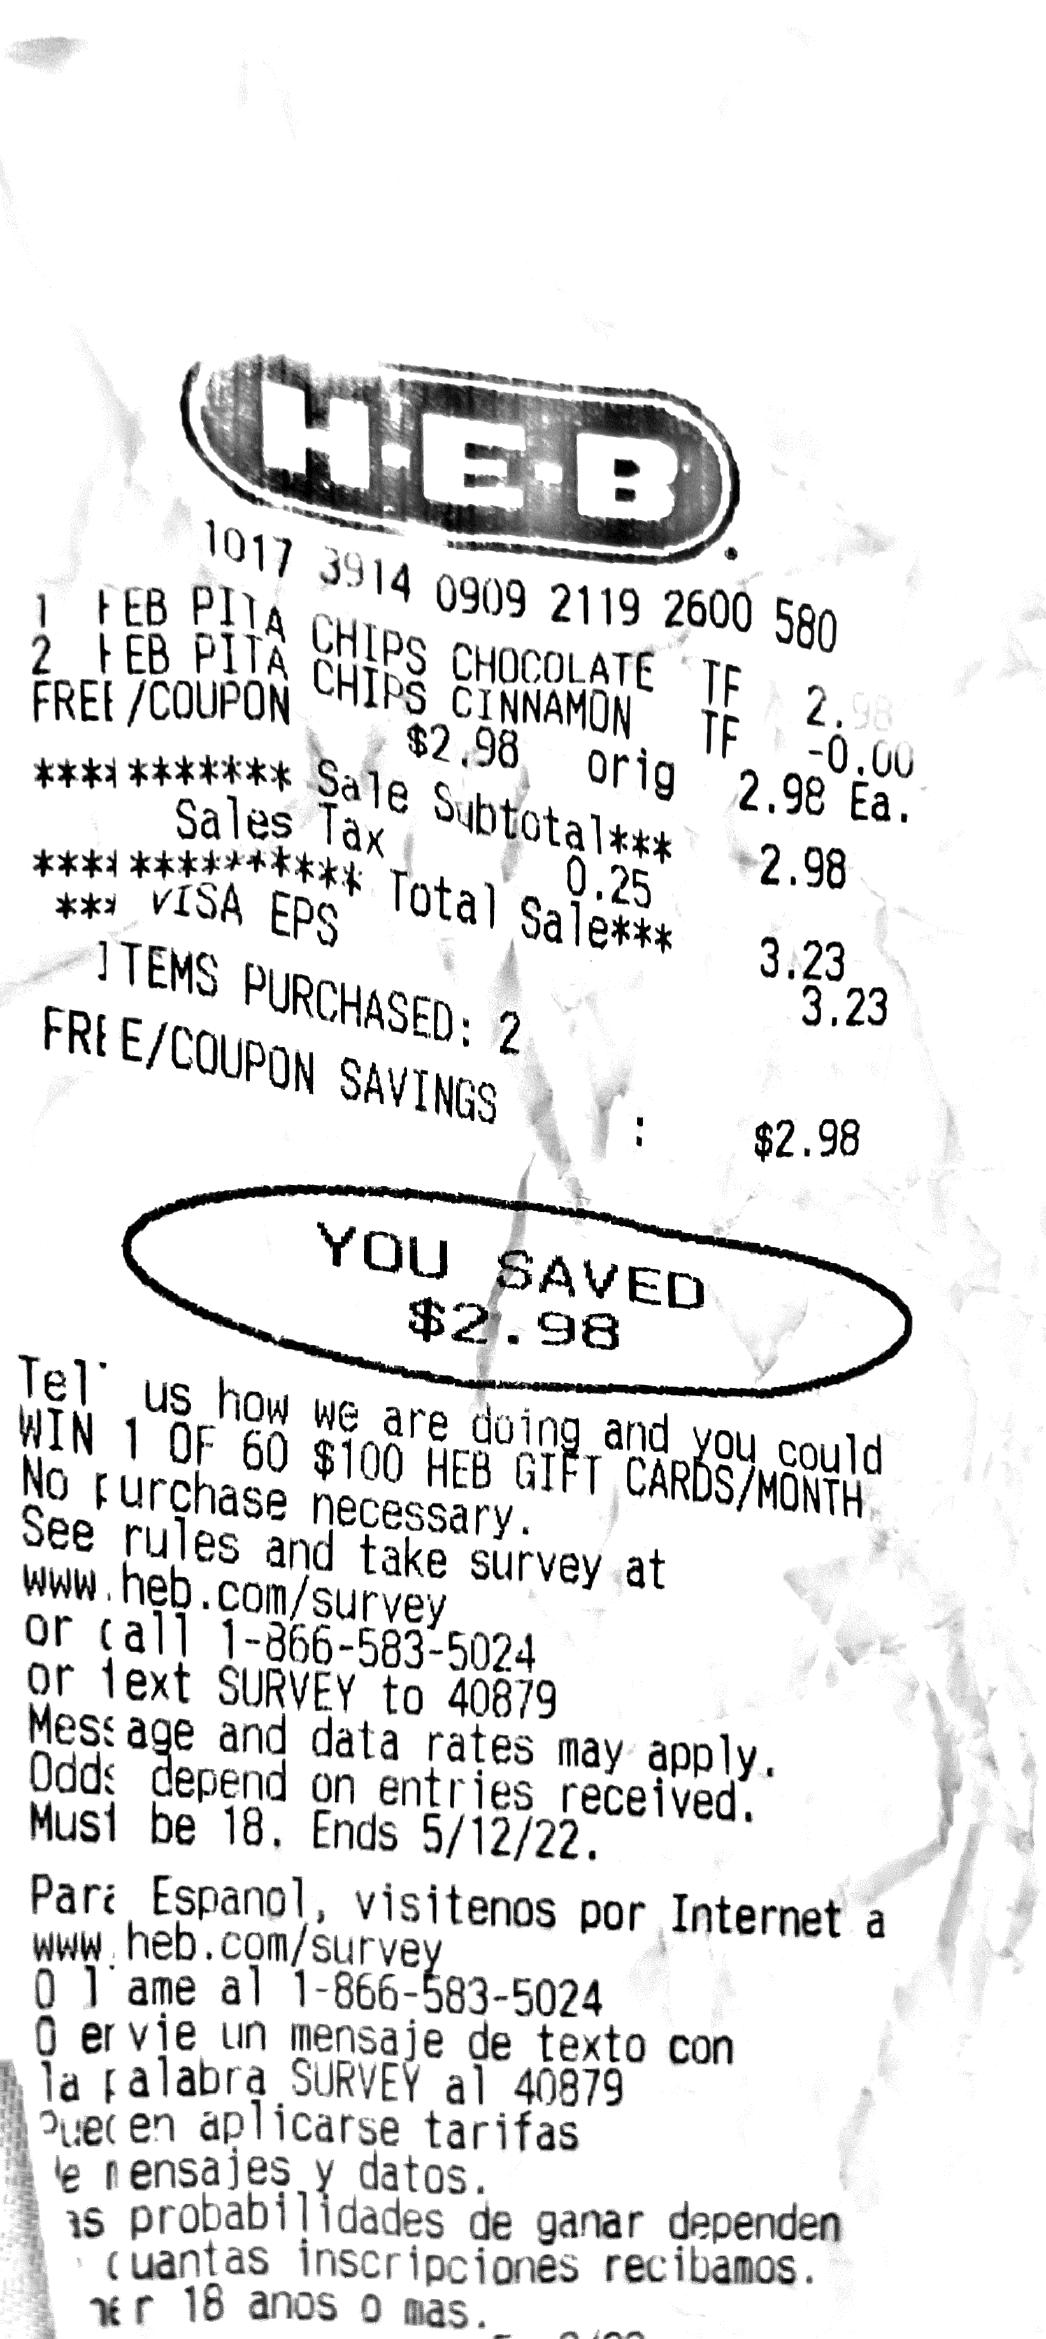 H-E-B
1017 3914 0909 2119 2600 580
1 HEB PITA CHIPS CHOCOLATE TF 2.98
2 HEB PITA CHIPS CINNAMON TF -0.00
FREE/COUPON $2.98 orig 2.98 Ea.
*********** Sale Subtotal*** 2.98
Sales Tax 0.25
************** Total Sale*** 3.23
*** VISA EPS 3.23
ITEMS PURCHASED: 2
FREE/COUPON SAVINGS : $2.98
YOU SAVED
$2.98
Tell us how we are doing and you could
WIN 1 OF 60 $100 HEB GIFT CARDS/MONTH.
No purchase necessary.
See rules and take survey at
www.heb.com/survey
or call 1-866-583-5024
or text SURVEY to 40879
Message and data rates may apply.
Odds depend on entries received.
Must be 18. Ends 5/12/22.
Para Espanol, visitenos por Internet a
www.heb.com/survey
O llame al 1-866-583-5024
O envie un mensaje de texto con
la palabra SURVEY al 40879
Pueden aplicarse tarifas
de mensajes y datos.
as probabilidades de ganar dependen
cuantas inscripciones recibamos.
18 anos o mas.